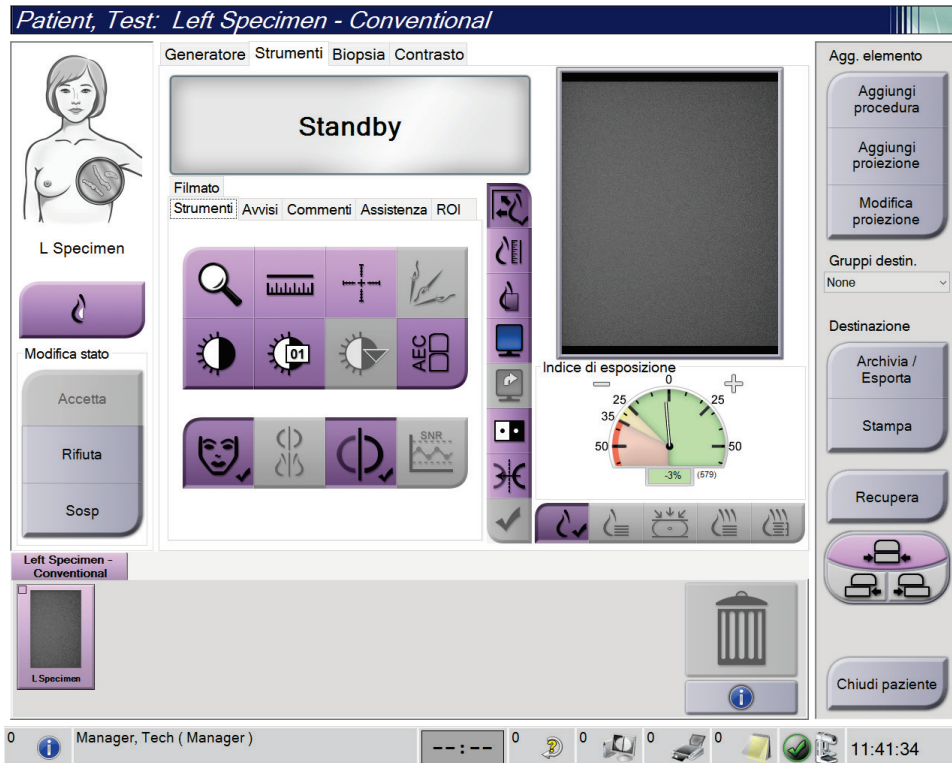 Patient, Test: Left Specimen - Conventional
Generatore Strumenti Biopsia Contrasto
Standby
Filmato
Strumenti Avvisi Commenti Assistenza ROI
01
AEC
SNR
L Specimen
Modifica stato
Accetta
Rifiuta
Sosp
Indice di esposizione
0
25
25
35
50
50
-3%
(579)
Agg. elemento
Aggiungi
procedura
Aggiungi
proiezione
Modifica
proiezione
Gruppi destin.
None
Destinazione
Archivia /
Esporta
Stampa
Recupera
Chiudi paziente
Left Specimen -
Conventional
L Specimen
0
Manager, Tech ( Manager )
--:--
0
0
0
0
11:41:34